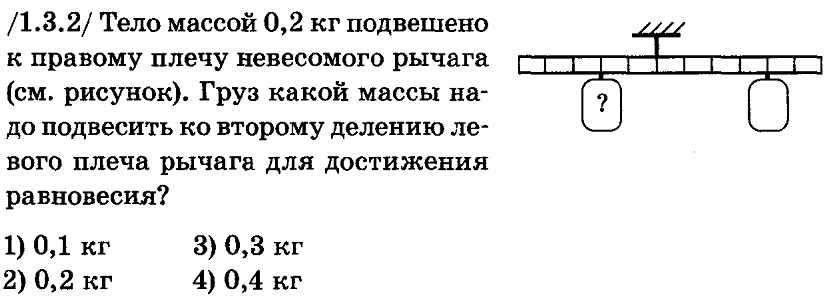 /1.3.2/ Тело массой 0,2 кг подвешено
к правому плечу невесомого рычага
(см. рисунок). Груз какой массы на-
до подвесить ко второму делению ле-
вого плеча рычага для достижения
равновесия?
?
1) 0,1 кг 3) 0,3 кг
2) 0,2 кг 4) 0,4 кг